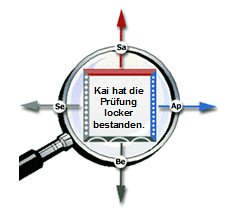 Sa
Kai hat die
Prüfung
locker
bestanden.
Se
Ap
Be